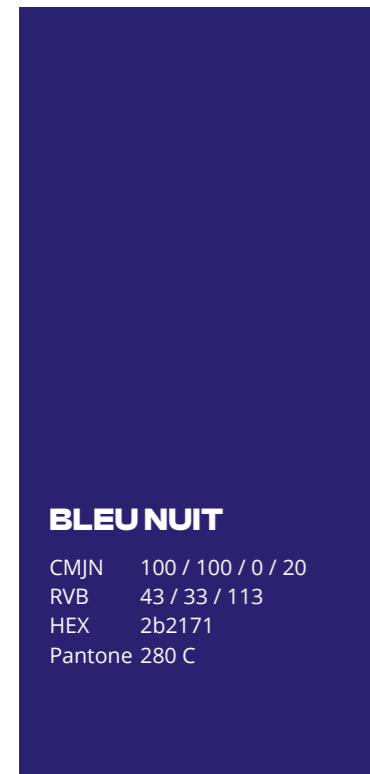 BLEU NUIT
CMJN 100 / 100 / 0 / 20
RVB 43 / 33 / 113
HEX 2b2171
Pantone 280 C